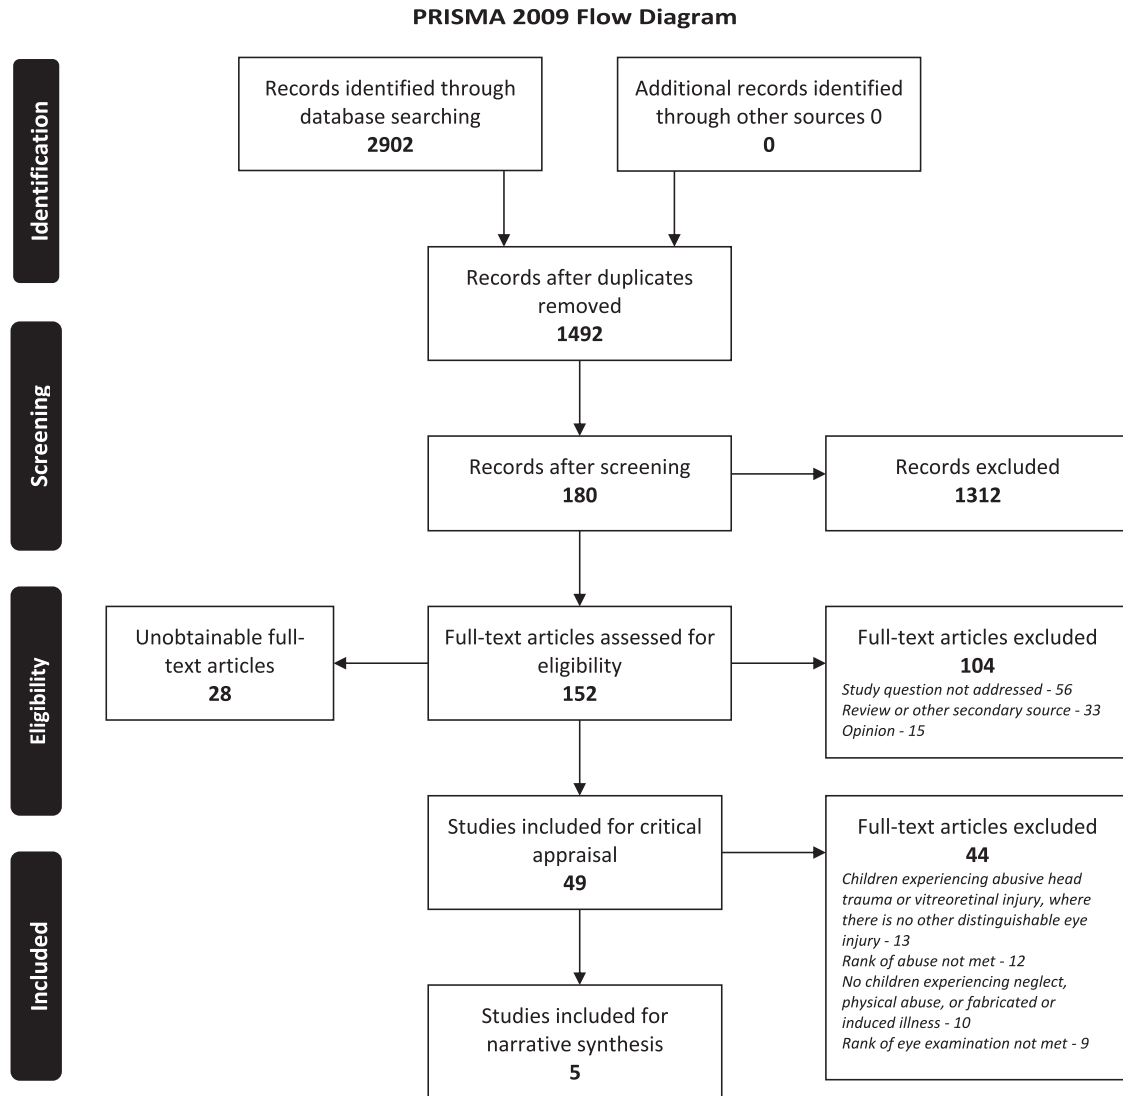 PRISMA 2009 Flow Diagram
Identification
Records identified through
database searching
2902
Additional records identified
through other sources 0
0
Records after duplicates
removed
1492
Screening
Records after screening
180
Records excluded
1312
Eligibility
Unobtainable full-
text articles
28
Full-text articles assessed for
eligibility
152
Full-text articles excluded
104
Study question not addressed - 56
Review or other secondary source - 33
Opinion - 15
Studies included for critical
appraisal
49
Full-text articles excluded
44
Children experiencing abusive head
trauma or vitreoretinal injury, where
there is no other distinguishable eye
injury - 13
Rank of abuse not met - 12
No children experiencing neglect,
physical abuse, or fabricated or
induced illness - 10
Rank of eye examination not met - 9
Included
Studies included for
narrative synthesis
5